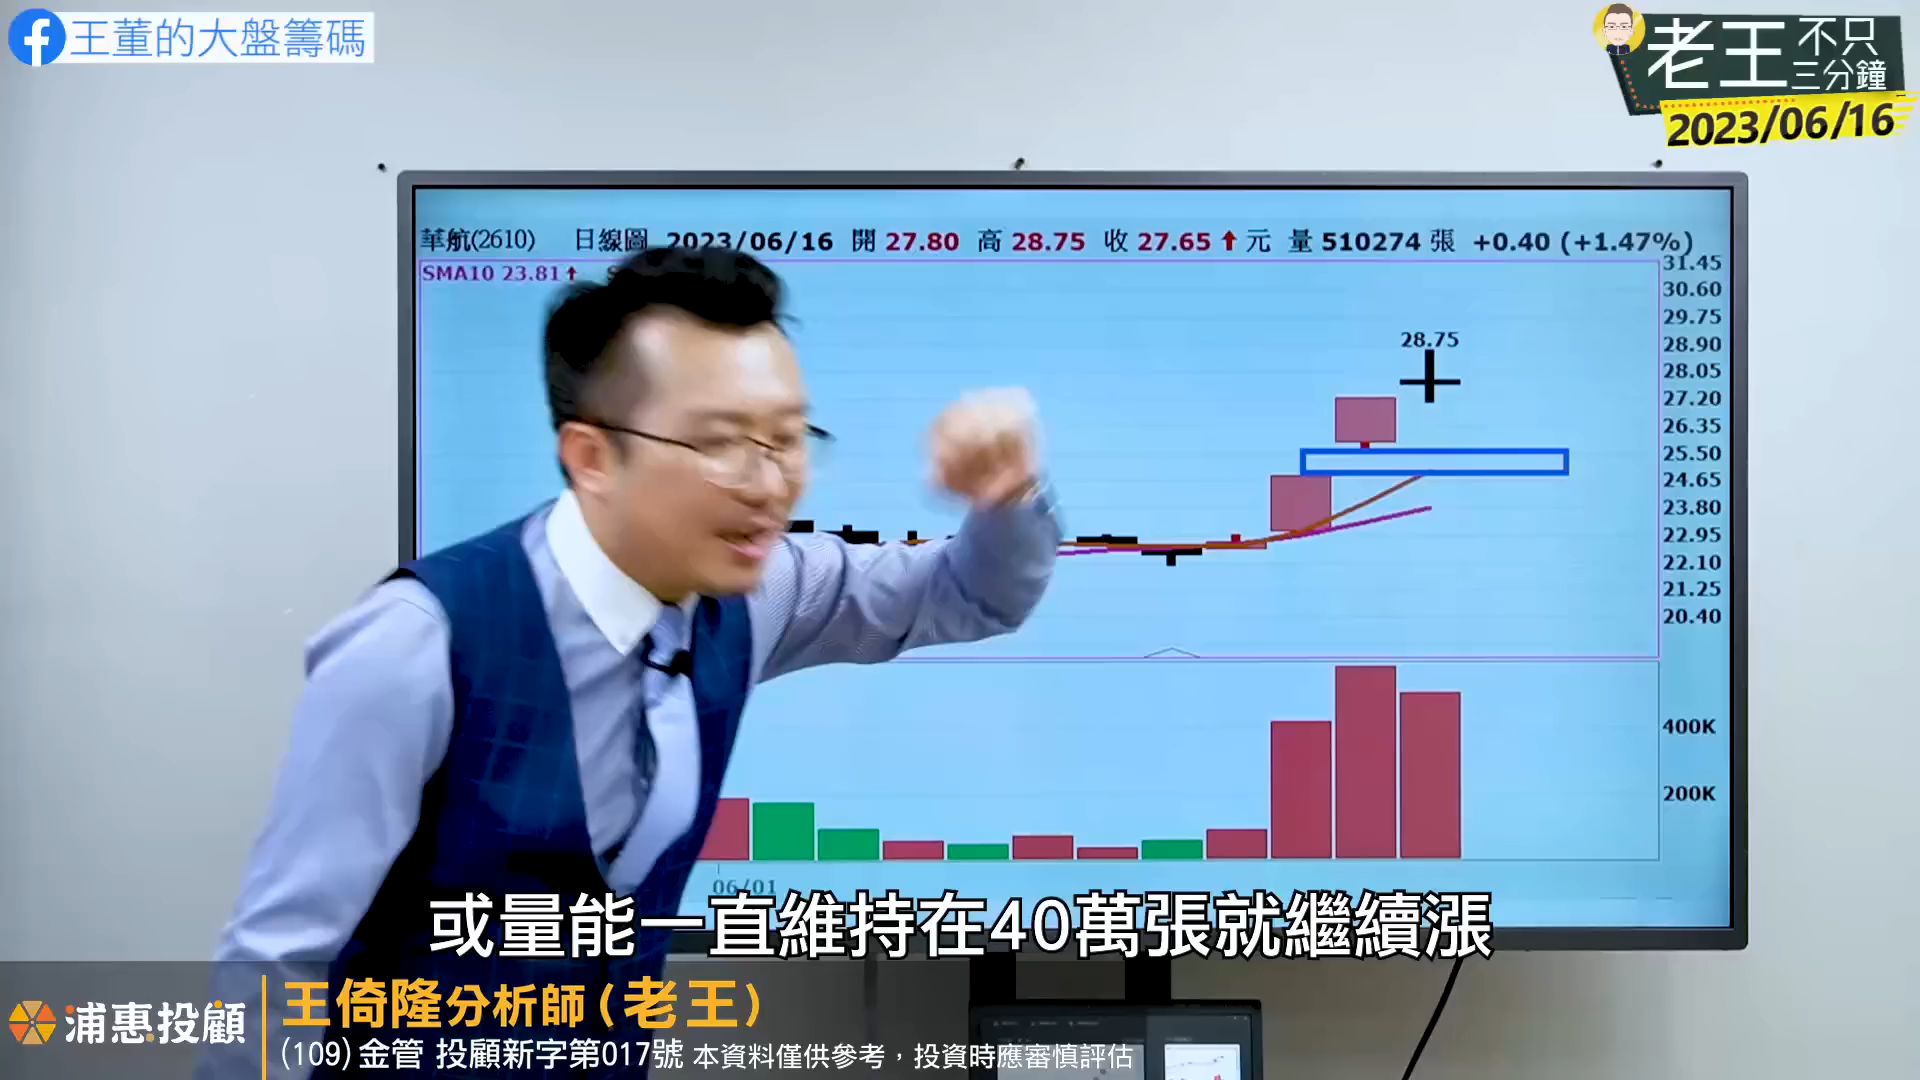 王董的大盤籌碼
老王不只三分鐘
2023/06/16
華航(2610) 日線圖 2023/06/16 開 27.80 高 28.75 收 27.65 ↑ 元 量 510274 張 +0.40 (+1.47%)
SMA10 23.81↑
31.45
30.60
29.75
28.90
28.05
27.20
26.35
25.50
24.65
23.80
22.95
22.10
21.25
20.40
28.75
400K
200K
06/01
或量能一直維持在40萬張就繼續漲
浦惠投顧
王倚隆分析師(老王)
(109)金管 投顧新字第017號 本資料僅供參考，投資時應審慎評估